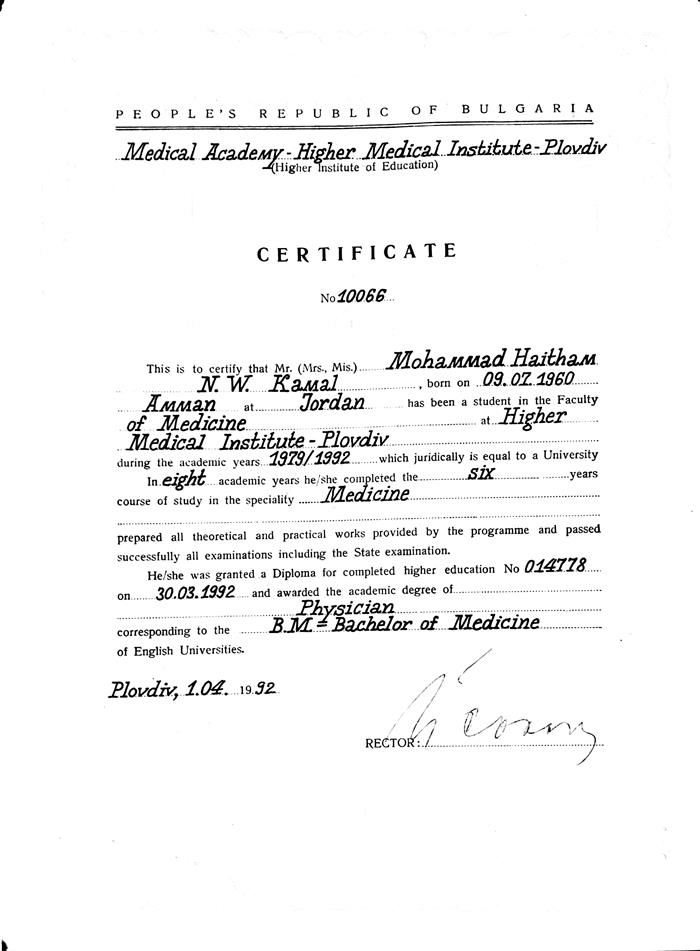 PEOPLE'S REPUBLIC OF BULGARIA
Medical Academy-Higher Medical Institute-Plovdiv
(Higher Institute of Education)
CERTIFICATE
No 10066
This is to certify that Mr. (Mrs., Mis.) Mohammad Haitham
N. W. Kamal, born on 09.07.1960
Amman at Jordan has been a student in the Faculty
of Medicine at Higher
Medical Institute-Plovdiv
during the academic years 1979/1992 which juridically is equal to a University
In eight academic years he/she completed the six years
course of study in the speciality Medicine
prepared all theoretical and practical works provided by the programme and passed
successfully all examinations including the State examination.
He/she was granted a Diploma for completed higher education No 014778
on 30.03.1992 and awarded the academic degree of
Physician
corresponding to the B.M = Bachelor of Medicine
of English Universities.
Plovdiv, 1.04. 1992
RECTOR: